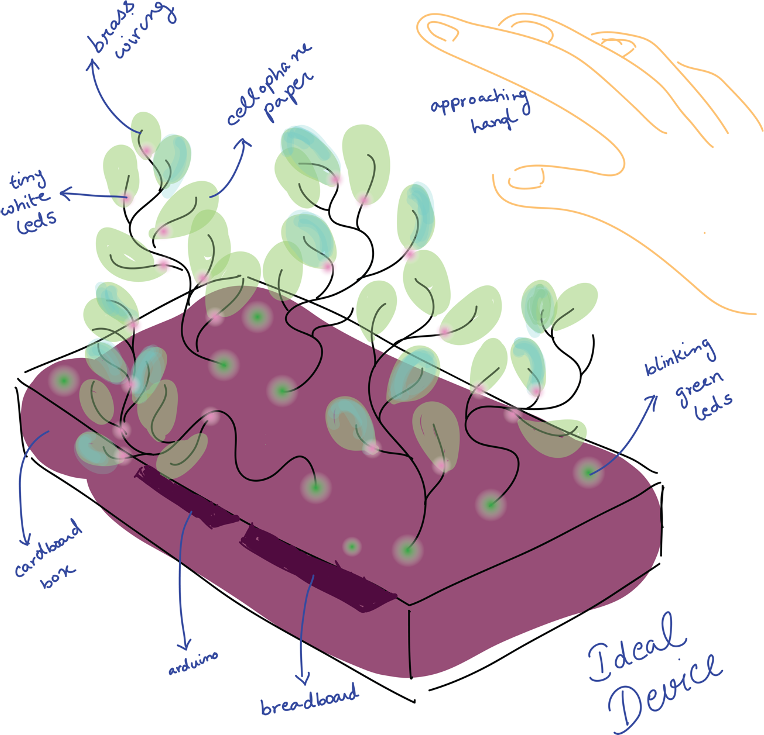 brass
wiring
cellophane
paper
approaching
hand
tiny
white
leds
blinking
green
leds
cardboard
box
arduino
breadboard
Ideal
Device